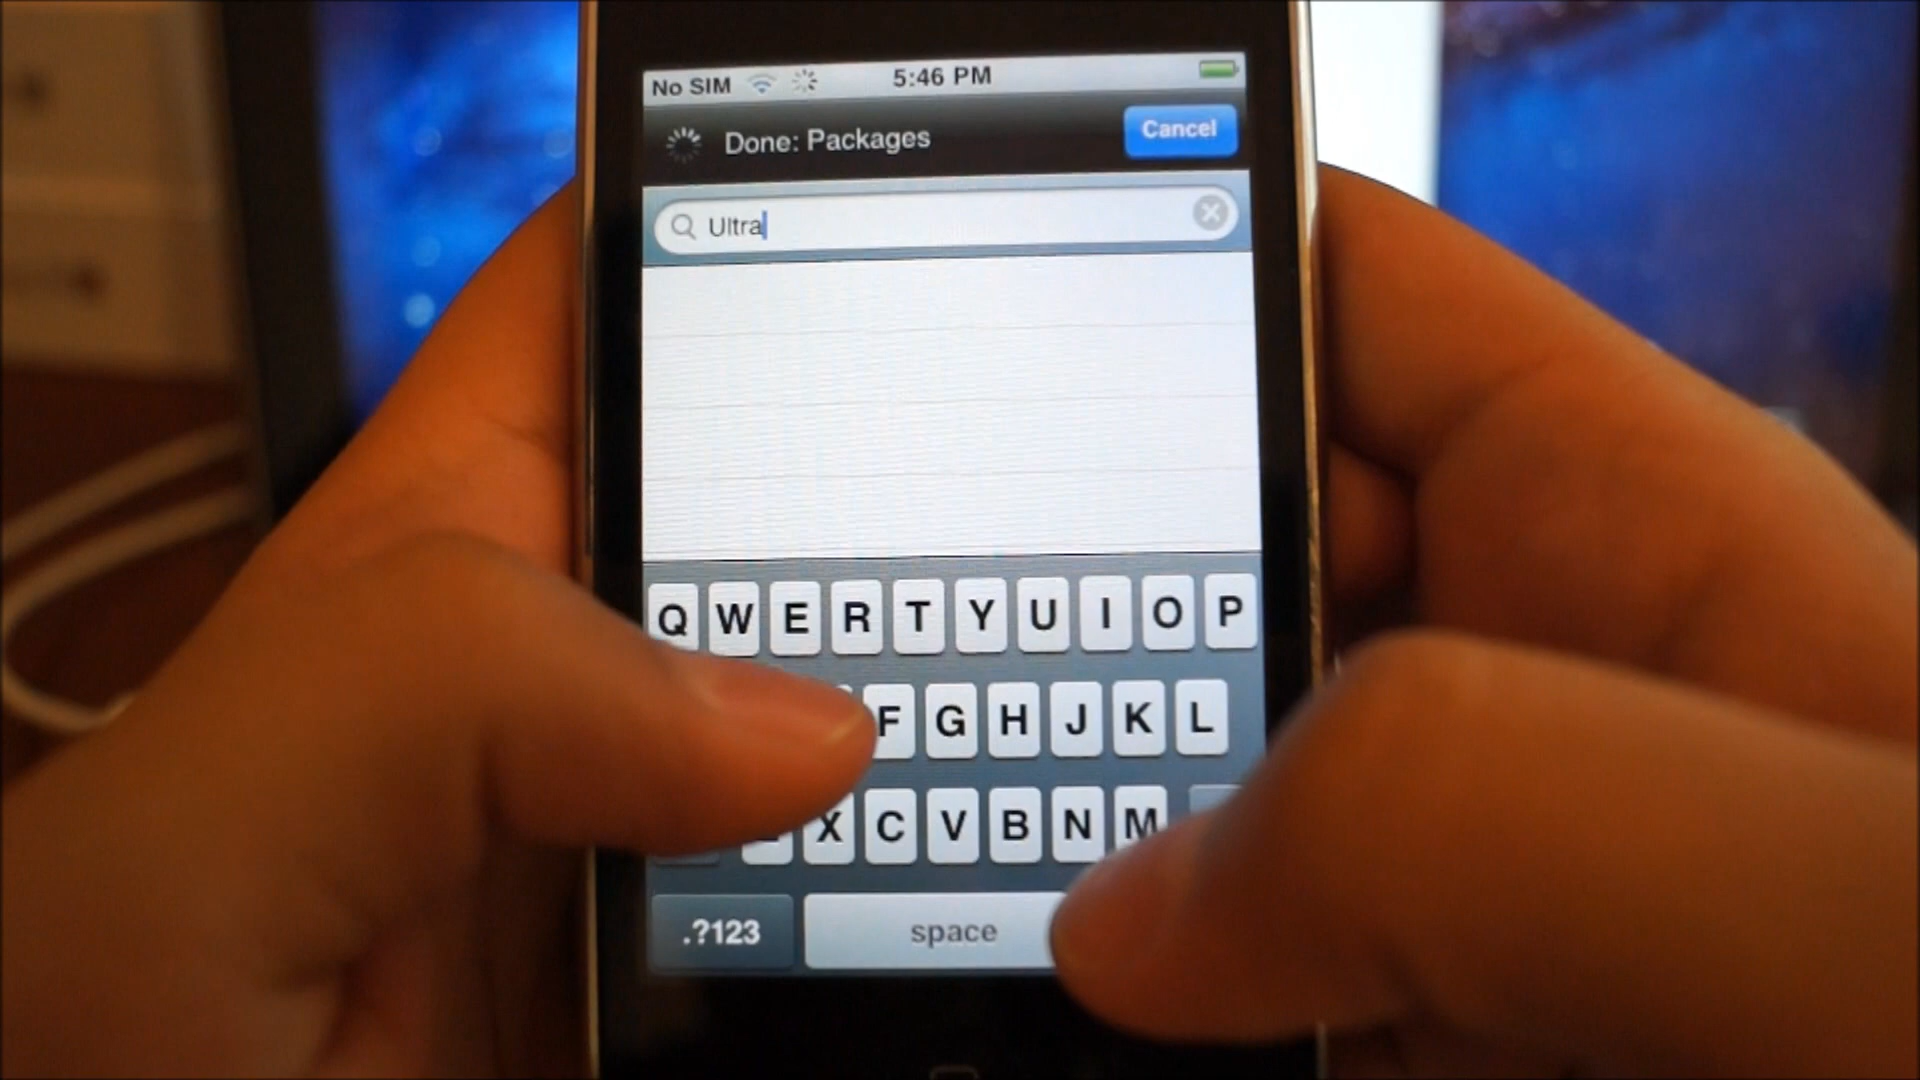 No SIM 5:46 PM
Done: Packages Cancel
Ultra
Q W E R T Y U I O P
F G H J K L
X C V B N M
.?123 space